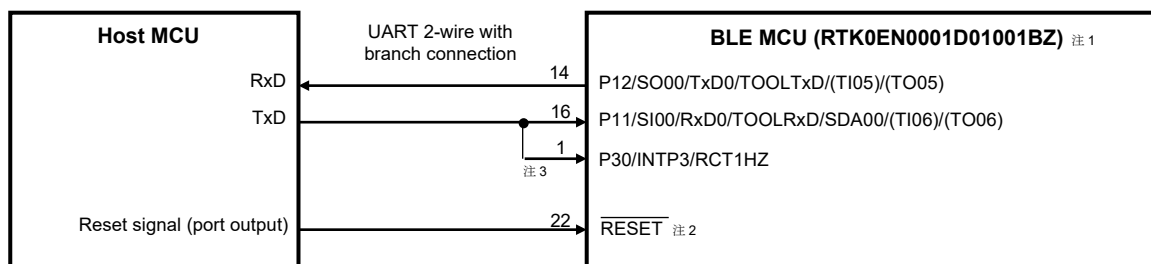 Host MCU
UART 2-wire with
branch connection
BLE MCU (RTK0EN0001D01001BZ) 注 1
RxD
14
P12/SO00/TxD0/TOOLTxD/(TI05)/(TO05)
TxD
16
P11/SI00/RxD0/TOOLRxD/SDA00/(TI06)/(TO06)
注 3
1
P30/INTP3/RCT1HZ
Reset signal (port output)
22
RESET 注 2